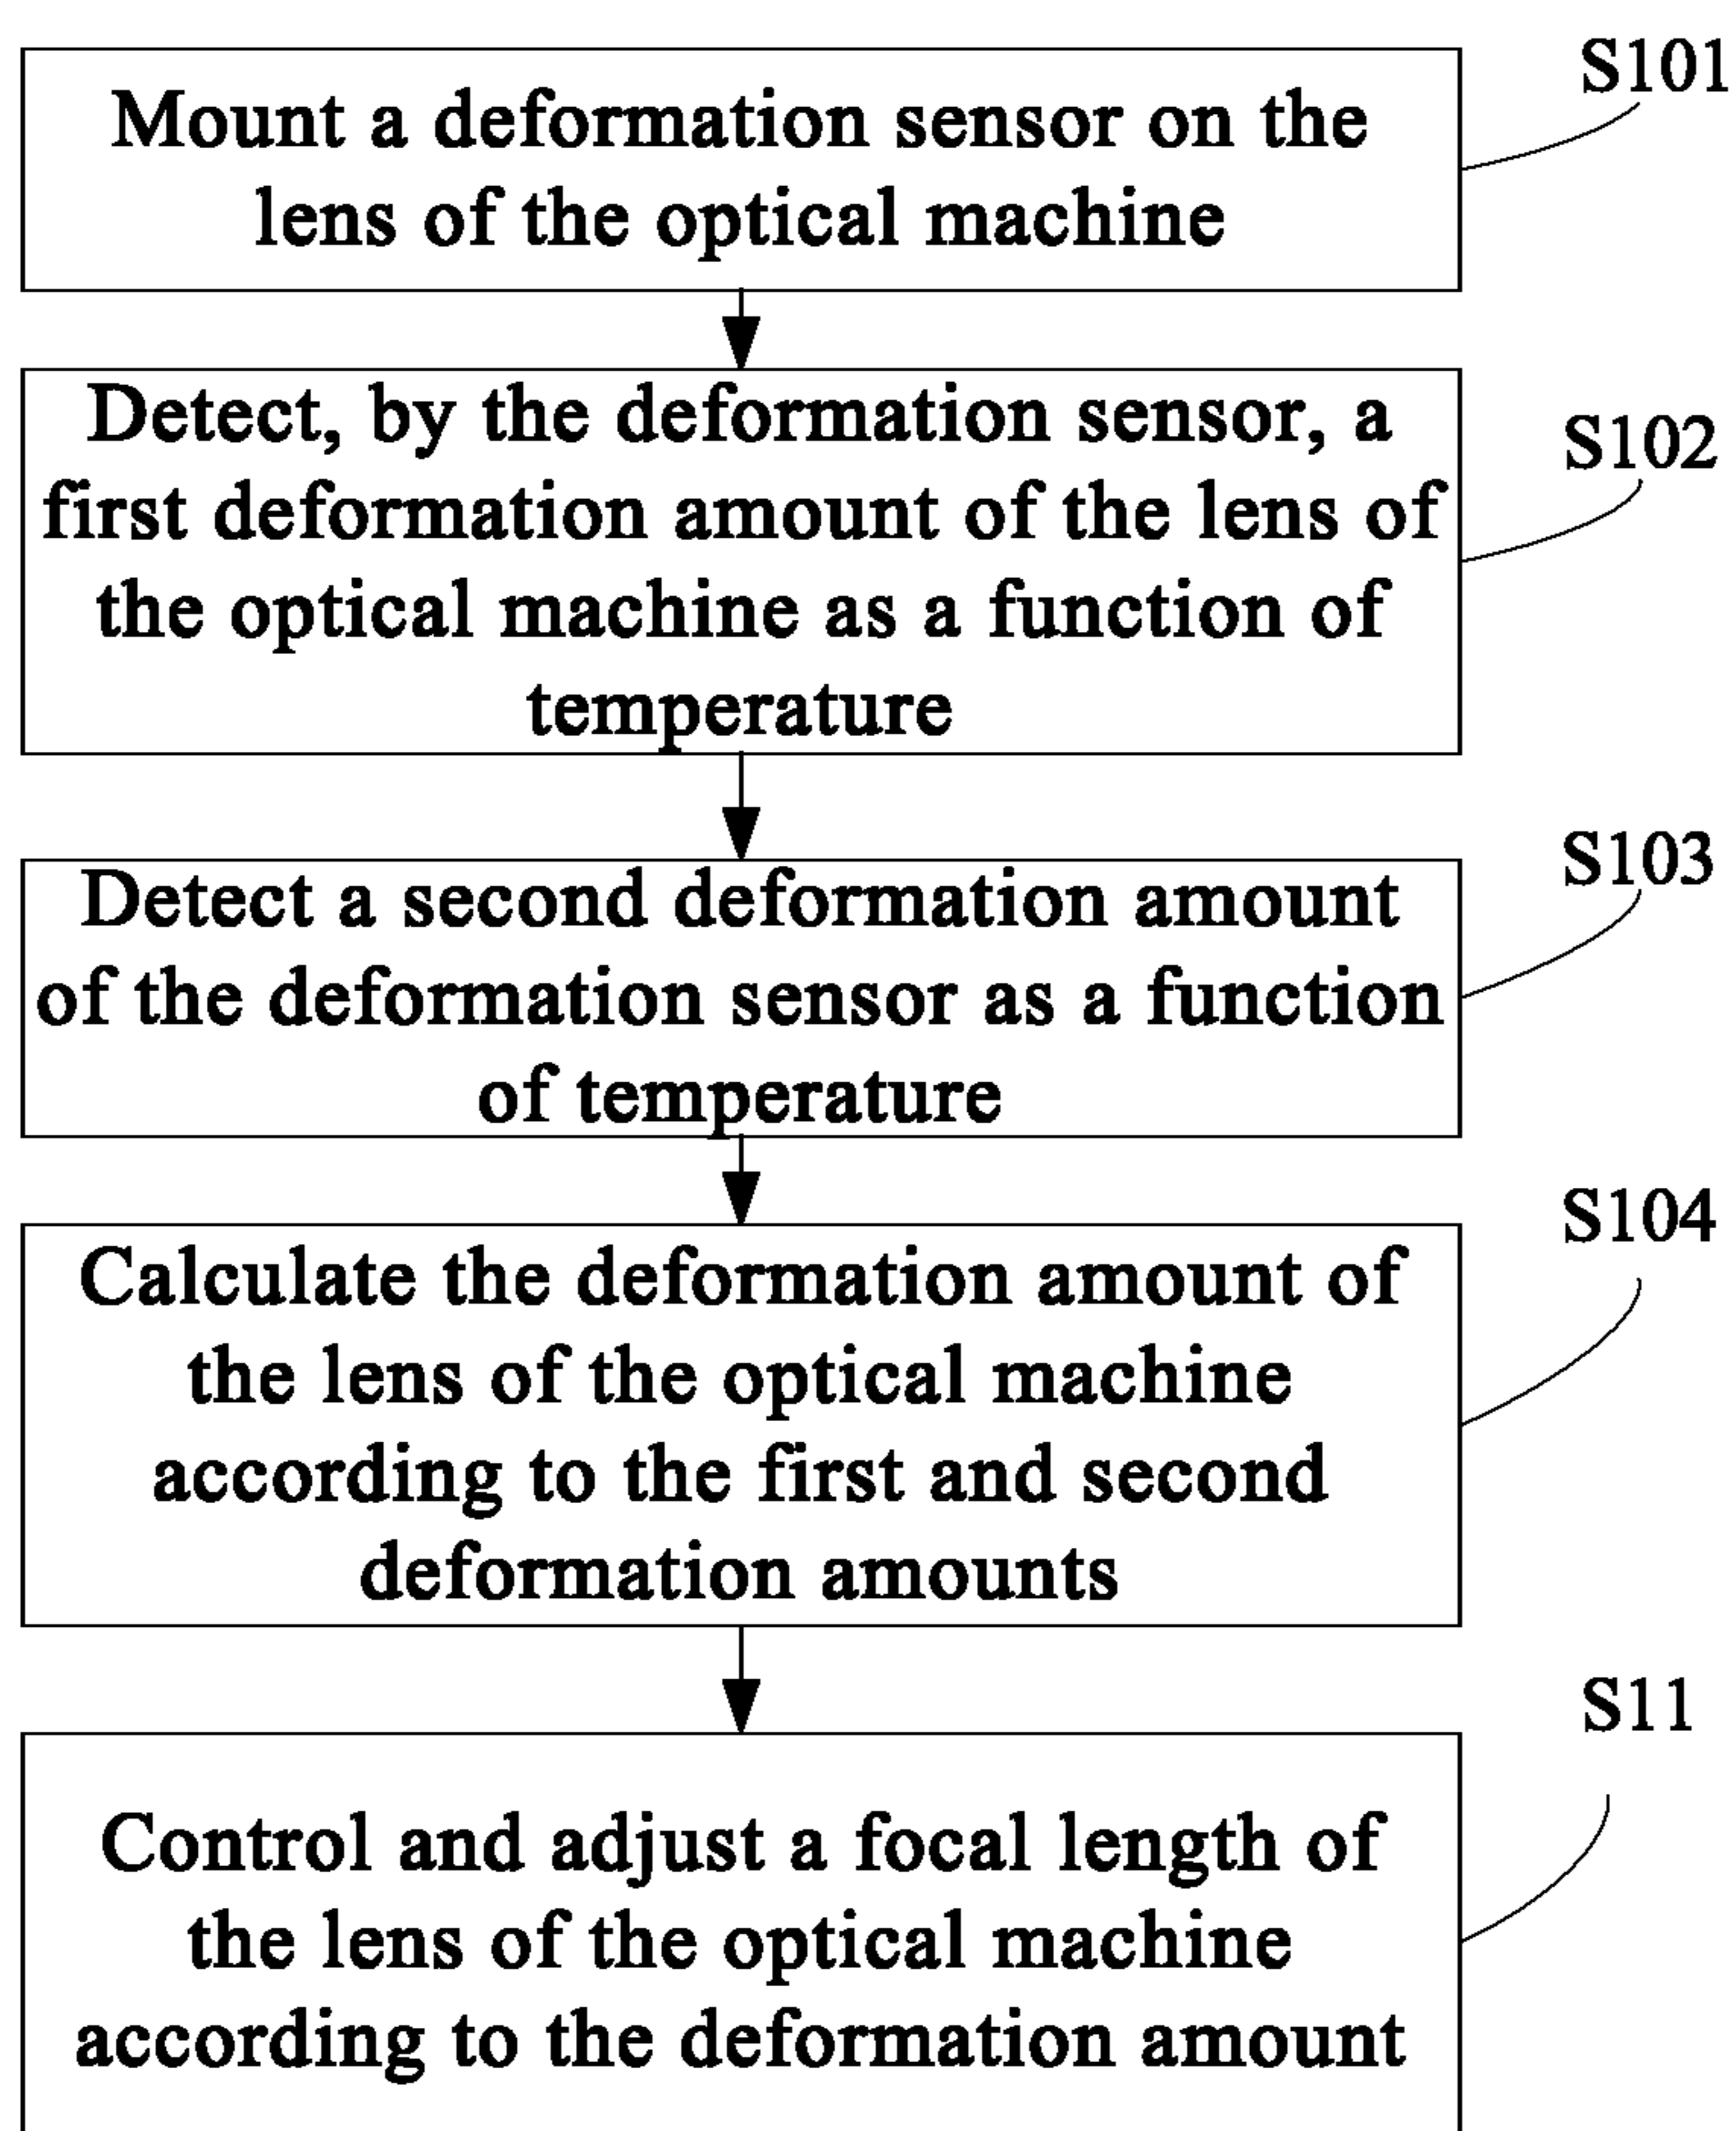 S101
Mount a deformation sensor on the
lens of the optical machine
S102
Detect, by the deformation sensor, a
first deformation amount of the lens of
the optical machine as a function of
temperature
S103
Detect a second deformation amount
of the deformation sensor as a function
of temperature
S104
Calculate the deformation amount of
the lens of the optical machine
according to the first and second
deformation amounts
S11
Control and adjust a focal length of
the lens of the optical machine
according to the deformation amount